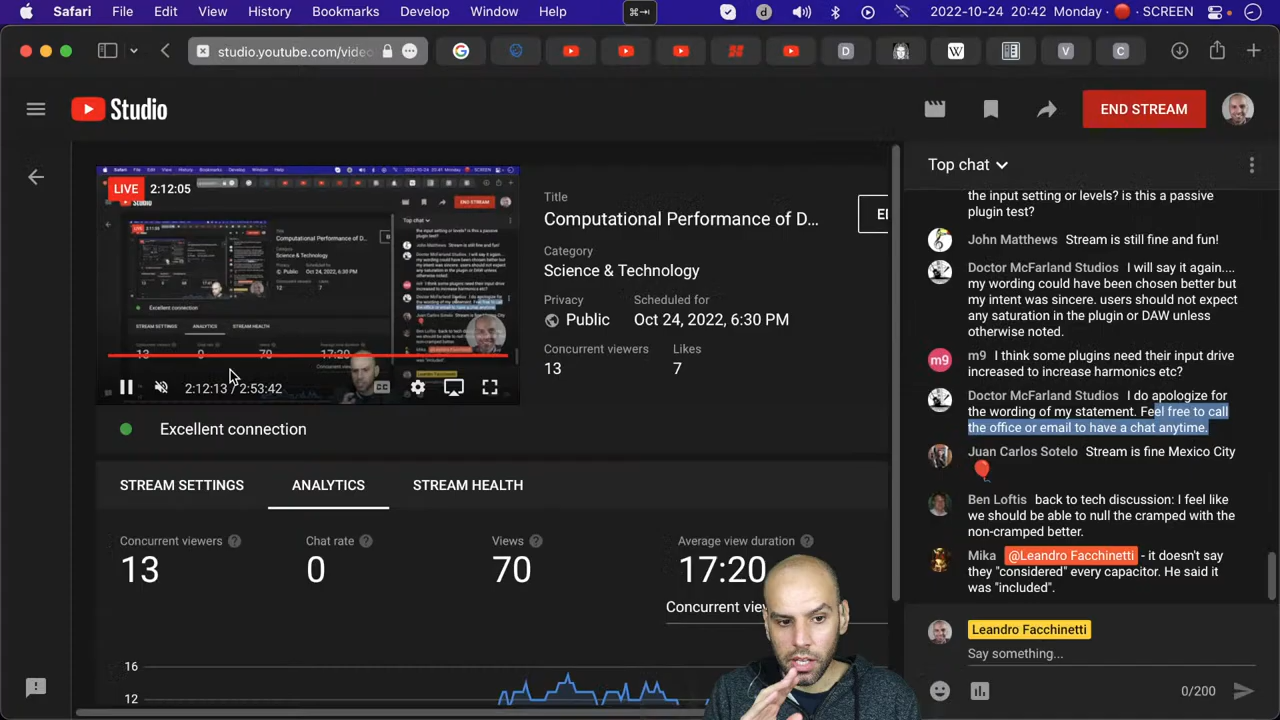 Safari File Edit View History Bookmarks Develop Window Help 2022-10-24 20:42 Monday SCREEN
studio.youtube.com/video
Studio
END STREAM
LIVE 2:12:05
2:12:13 / 2:53:42
Title
Computational Performance of D...
Category
Science & Technology
Privacy Scheduled for
Public Oct 24, 2022, 6:30 PM
Concurrent viewers Likes
13 7
Excellent connection
STREAM SETTINGS ANALYTICS STREAM HEALTH
Concurrent viewers Chat rate Views Average view duration
13 0 70 17:20
Concurrent vie
16
12
Top chat
the input setting or levels? is this a passive
plugin test?
John Matthews Stream is still fine and fun!
Doctor McFarland Studios I will say it again....
my wording could have been chosen better but
my intent was sincere. users should not expect
any saturation in the plugin or DAW unless
otherwise noted.
m9 I think some plugins need their input drive
increased to increase harmonics etc?
Doctor McFarland Studios I do apologize for
the wording of my statement. Feel free to call
the office or email to have a chat anytime.
Juan Carlos Sotelo Stream is fine Mexico City
Ben Loftis back to tech discussion: I feel like
we should be able to null the cramped with the
non-cramped better.
Mika @Leandro Facchinetti - it doesn't say
they "considered" every capacitor. He said it
was "included".
Leandro Facchinetti
Say something...
0/200